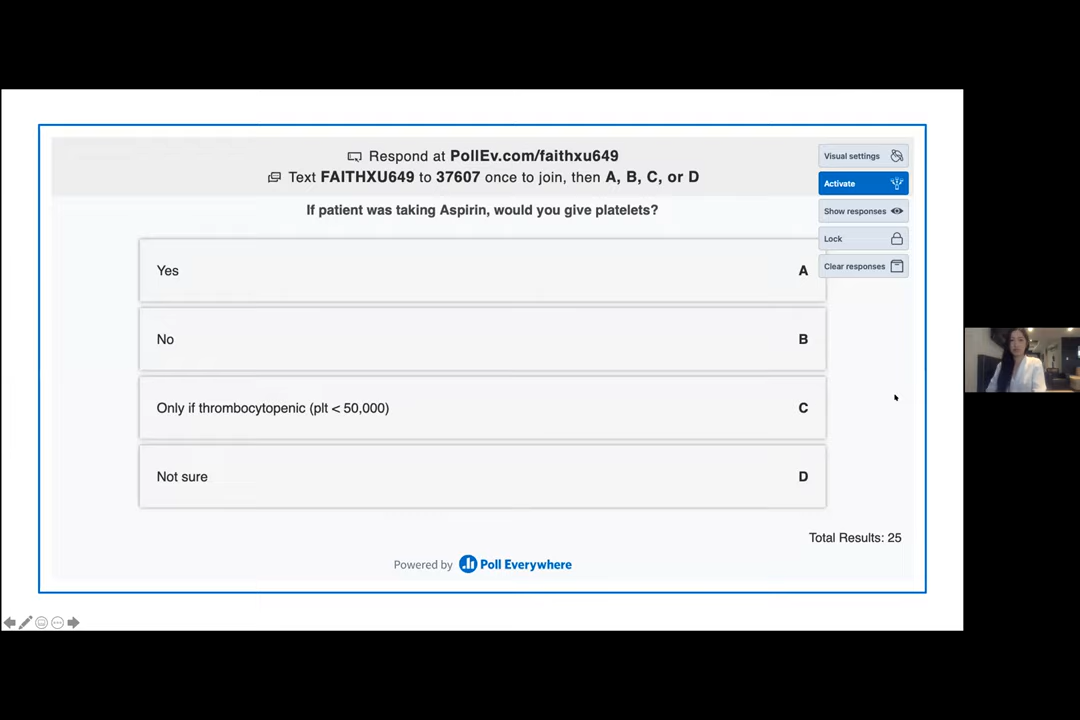 Respond at PollEv.com/faithxu649
Text FAITHXU649 to 37607 once to join, then A, B, C, or D
If patient was taking Aspirin, would you give platelets?
Yes A
No B
Only if thrombocytopenic (plt < 50,000) C
Not sure D
Total Results: 25
Powered by Poll Everywhere
Visual settings
Activate
Show responses
Lock
Clear responses